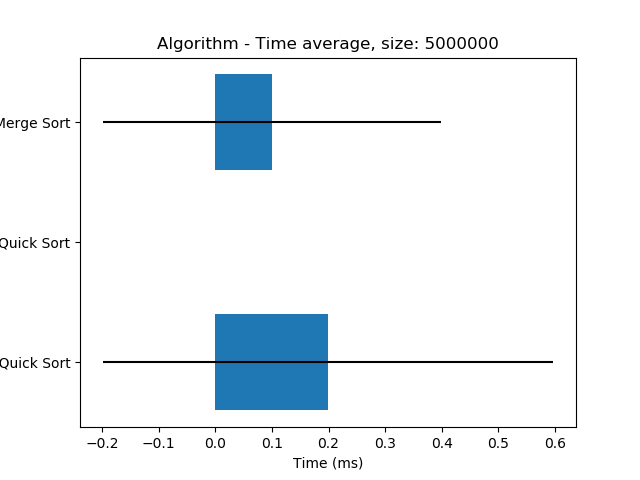 Algorithm - Time average, size: 5000000
Merge Sort
Quick Sort
Quick Sort
−0.2 −0.1 0.0 0.1 0.2 0.3 0.4 0.5 0.6
Time (ms)